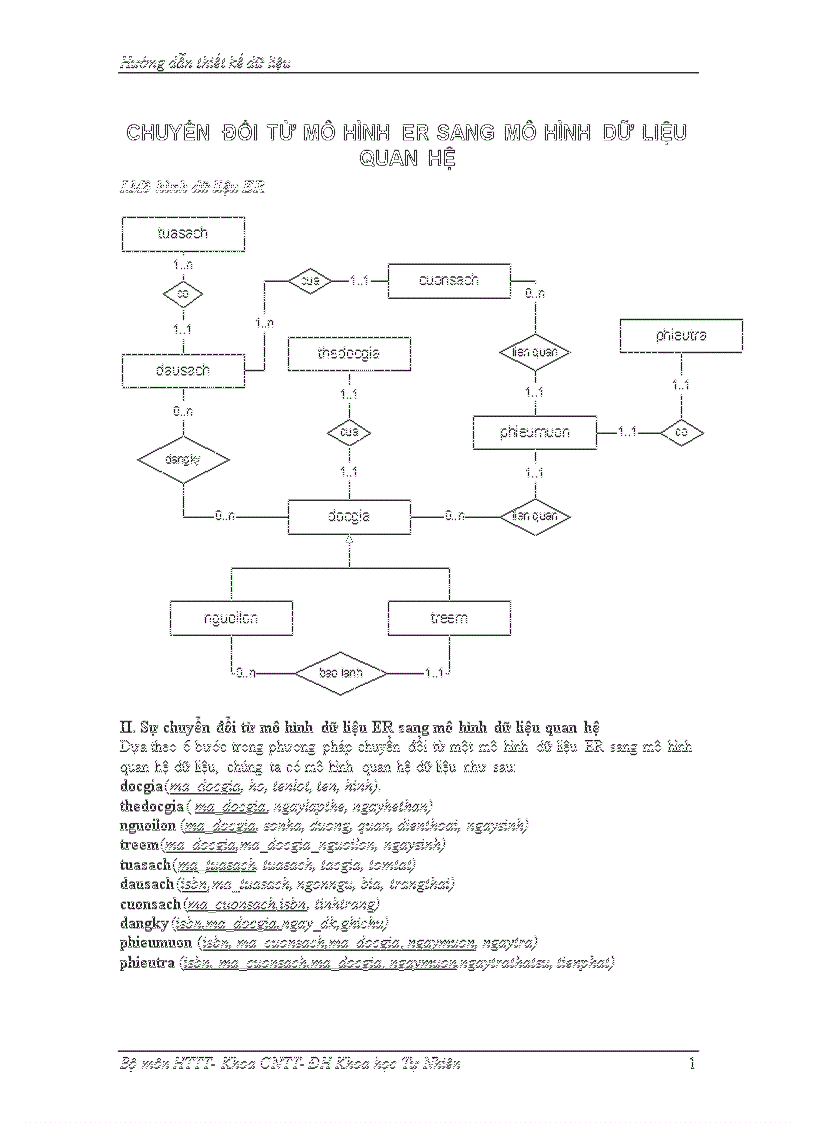 Hướng dẫn thiết kế dữ liệu
CHUYỂN ĐỔI TỪ MÔ HÌNH ER SANG MÔ HÌNH DỮ LIỆU
QUAN HỆ
I.Mô hình dữ liệu ER
tuasach
1..n
co
1..1
cua
1..1
cuonsach
0..n
1..n
thedocgia
lien quan
phieutra
dausach
1..1
1..1
1..1
0..n
cua
phieumuon
1..1
co
dangky
1..1
1..1
0..n
docgia
0..n
lien quan
nguoilon
treem
0..n
bao lanh
1..1
II. Sự chuyển đổi từ mô hình dữ liệu ER sang mô hình dữ liệu quan hệ
Dựa theo 6 bước trong phương pháp chuyển đổi từ một mô hình dữ liệu ER sang mô hình
quan hệ dữ liệu, chúng ta có mô hình quan hệ dữ liệu như sau:
docgia(ma_docgia, ho, tenlot, ten, hinh).
thedocgia( ma_docgia, ngaylapthe, ngayhethan)
nguoilon (ma_docgia, sonha, duong, quan, dienthoai, ngaysinh)
treem(ma_docgia,ma_docgia_nguoilon, ngaysinh)
tuasach(ma_tuasach, tuasach, tacgia, tomtat)
dausach(isbn,ma_tuasach, ngonngu, bia, trangthai)
cuonsach(ma_cuonsach,isbn, tinhtrang)
dangky(isbn,ma_docgia,ngay_dk,ghichu)
phieumuon (isbn, ma_cuonsach,ma_docgia, ngaymuon, ngaytra)
phieutra (isbn, ma_cuonsach,ma_docgia, ngaymuon,ngaytrathatsu, tienphat)
Bộ môn HTTT- Khoa CNTT- ĐH Khoa học Tự Nhiên 1